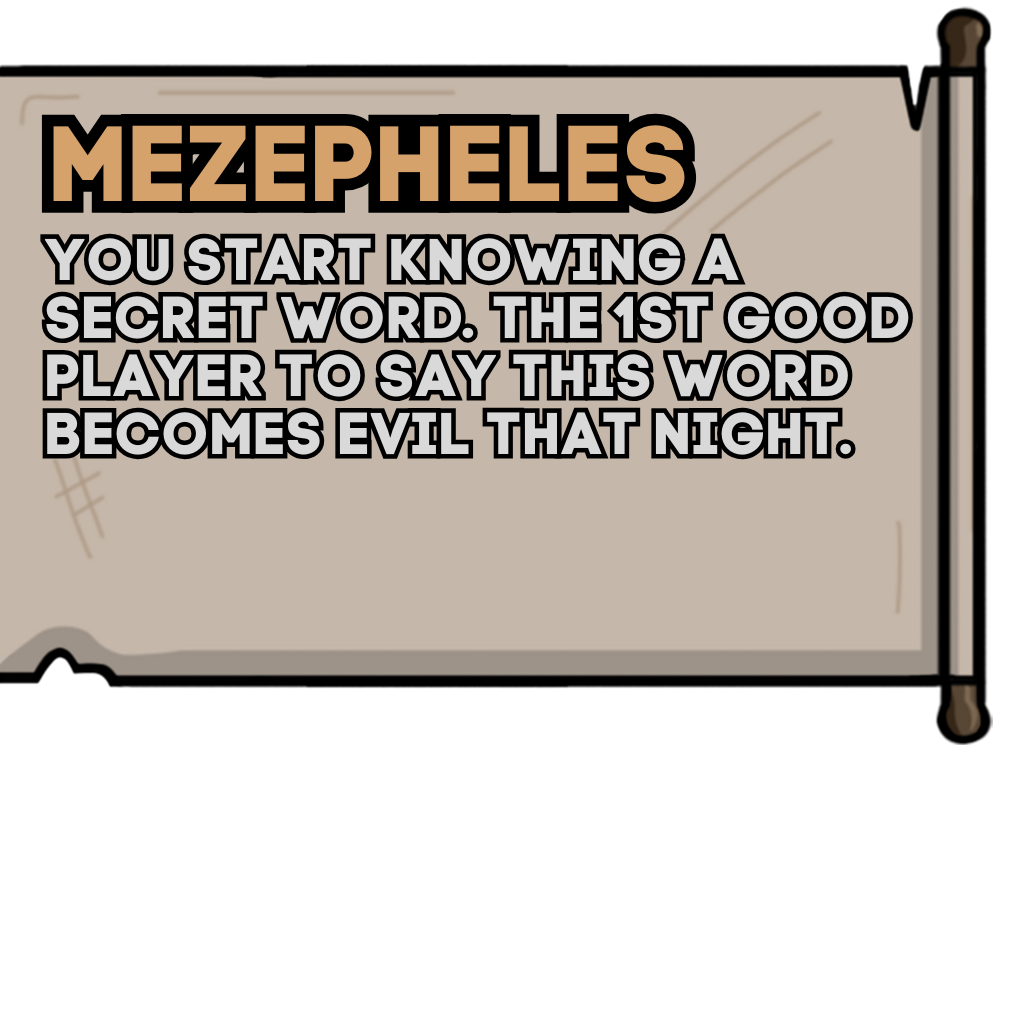 MEZEPHELES
YOU START KNOWING A
SECRET WORD. THE 1ST GOOD
PLAYER TO SAY THIS WORD
BECOMES EVIL THAT NIGHT.